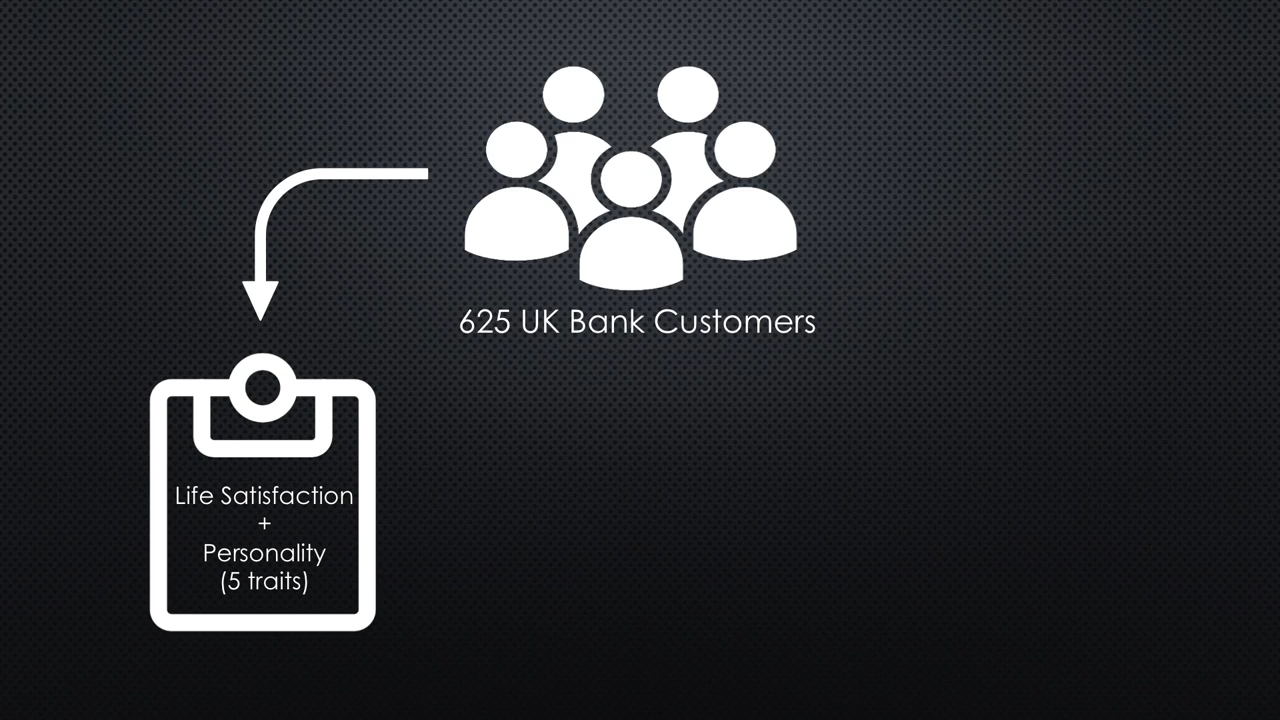 625 UK Bank Customers
Life Satisfaction
+
Personality
(5 traits)